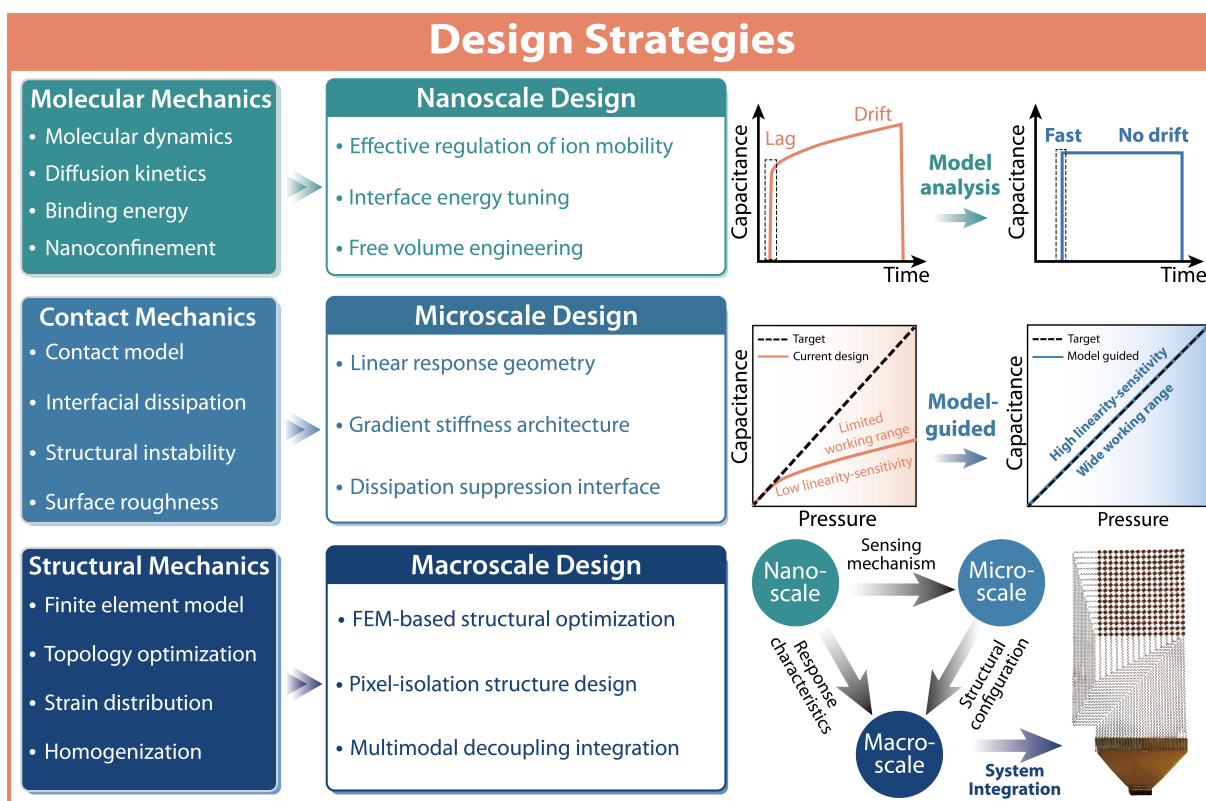 Design Strategies
Molecular Mechanics
• Molecular dynamics
• Diffusion kinetics
• Binding energy
• Nanoconfinement
Nanoscale Design
• Effective regulation of ion mobility
• Interface energy tuning
• Free volume engineering
Capacitance
Lag
Drift
Time
Model
analysis
Capacitance
Fast
No drift
Time
Contact Mechanics
• Contact model
• Interfacial dissipation
• Structural instability
• Surface roughness
Microscale Design
• Linear response geometry
• Gradient stiffness architecture
• Dissipation suppression interface
Capacitance
Target
Current design
Limited
working range
Low linearity-sensitivity
Pressure
Model-
guided
Capacitance
Target
Model guided
High linearity-sensitivity
Wide working range
Pressure
Structural Mechanics
• Finite element model
• Topology optimization
• Strain distribution
• Homogenization
Macroscale Design
• FEM-based structural optimization
• Pixel-isolation structure design
• Multimodal decoupling integration
Nano-
scale
Sensing
mechanism
Micro-
scale
Response
characteristics
Structural
configuration
Macro-
scale
System
Integration